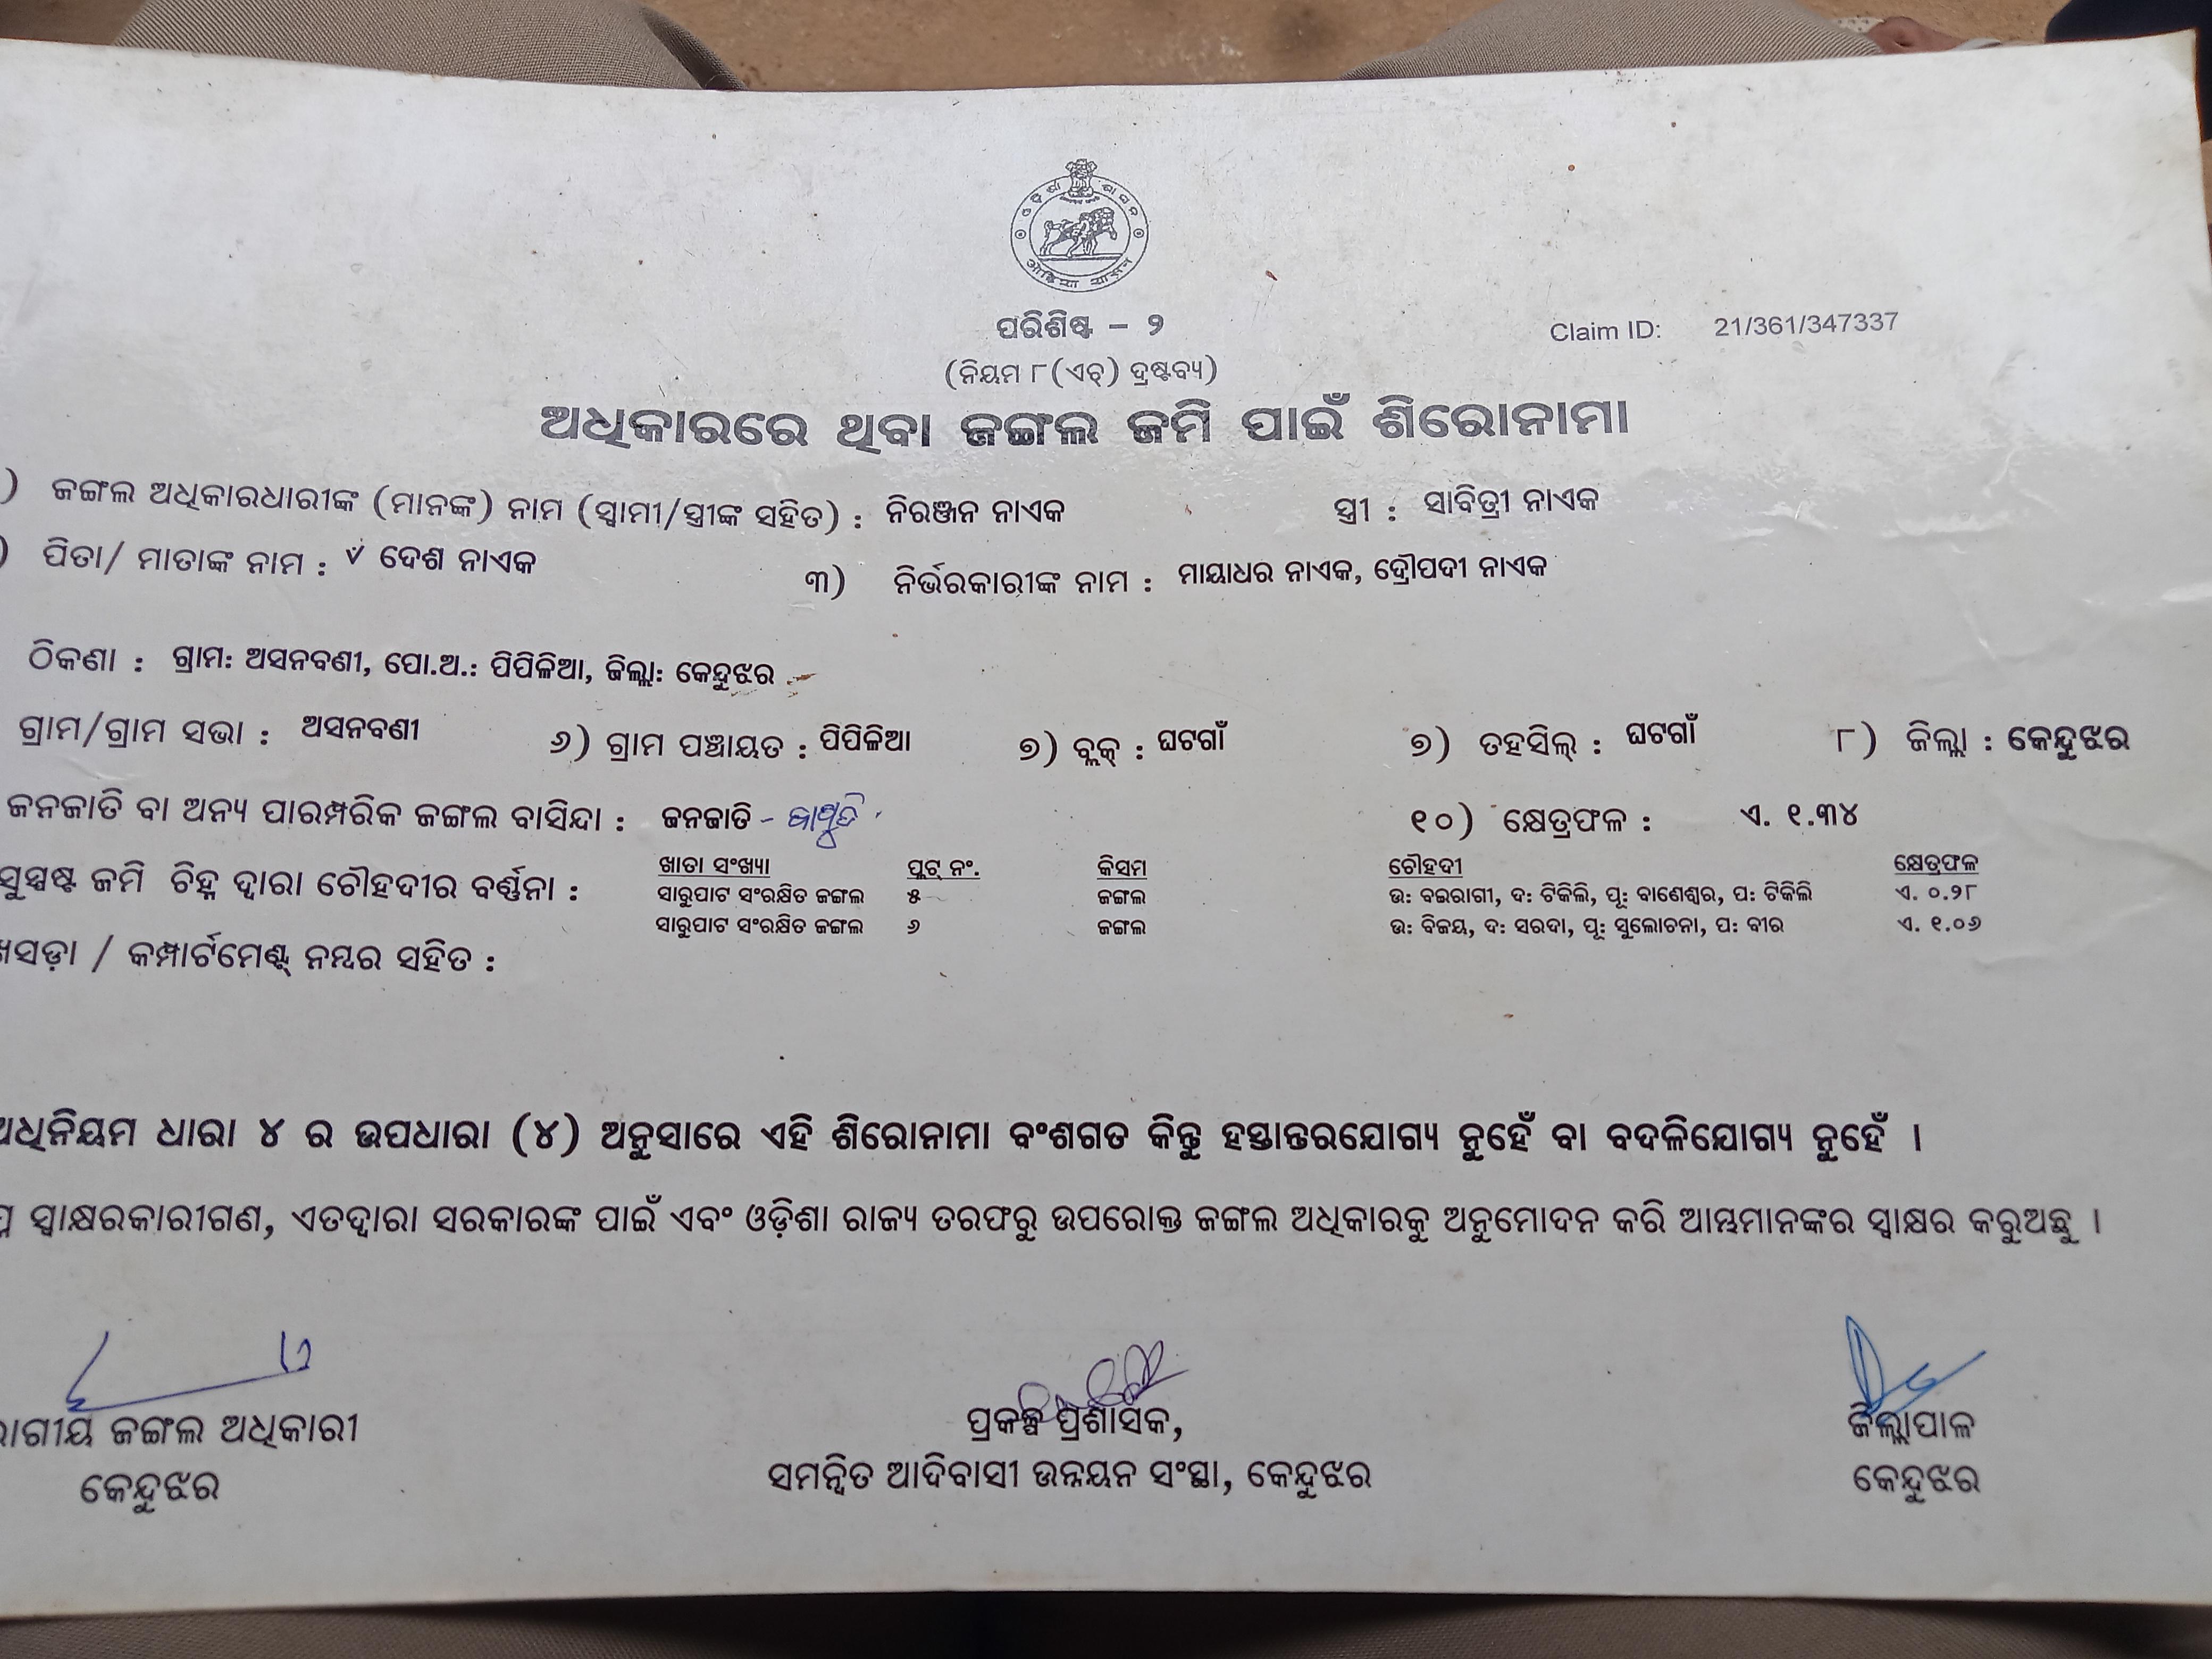 ଓଡ଼ିଶା ଶାସନ
ओड़िशा शासन
ପରିଶିଷ୍ଟ – ୨
Claim ID: 21/361/347337
(ନିୟମ ୮(ଏଚ୍) ଦ୍ରଷ୍ଟବ୍ୟ)
ଅଧିକାରରେ ଥିବା ଜଙ୍ଗଲ ଜମି ପାଇଁ ଶିରୋନାମା
) ଜଙ୍ଗଲ ଅଧିକାରଧାରୀଙ୍କ (ମାନଙ୍କ) ନାମ (ସ୍ୱାମୀ/ସ୍ତ୍ରୀଙ୍କ ସହିତ) : ନିରଞ୍ଜନ ନାଏକ ସ୍ତ୍ରୀ : ସାବିତ୍ରୀ ନାଏକ
) ପିତା/ ମାତାଙ୍କ ନାମ : ଦେଶ ନାଏକ ୩) ନିର୍ଭରକାରୀଙ୍କ ନାମ : ମାୟାଧର ନାଏକ, ଦ୍ରୌପଦୀ ନାଏକ
ଠିକଣା : ଗ୍ରାମ: ଅସନବଣୀ, ପୋ.ଅ.: ପିପିଳିଆ, ଜିଲ୍ଲା: କେନ୍ଦୁଝର
ଗ୍ରାମ/ଗ୍ରାମ ସଭା : ଅସନବଣୀ ୬) ଗ୍ରାମ ପଞ୍ଚାୟତ : ପିପିଳିଆ ୭) ବ୍ଲକ୍ : ଘଟଗାଁ ୭) ତହସିଲ୍ : ଘଟଗାଁ ୮) ଜିଲ୍ଲା : କେନ୍ଦୁଝର
ଜନଜାତି ବା ଅନ୍ୟ ପାରମ୍ପରିକ ଜଙ୍ଗଲ ବାସିନ୍ଦା : ଜନଜାତି – ୧୦) କ୍ଷେତ୍ରଫଳ : ଏ. ୧.୩୪
ଖାତା ସଂଖ୍ୟା ପ୍ଲଟ୍ ନଂ. କିସମ ଚୌହଦୀ କ୍ଷେତ୍ରଫଳ
ସୁସ୍ପଷ୍ଟ ଜମି ଚିହ୍ନ ଦ୍ୱାରା ଚୌହଦୀର ବର୍ଣ୍ଣନା : ସାରୁପାଟ ସଂରକ୍ଷିତ ଜଙ୍ଗଲ ୫ ଜଙ୍ଗଲ ଉ: ବଇରାଗୀ, ଦ: ଟିକିଲି, ପୂ: ବାଣେଶ୍ୱର, ପ: ଟିକିଲି ଏ. ୦.୨୮
ସାରୁପାଟ ସଂରକ୍ଷିତ ଜଙ୍ଗଲ ୬ ଜଙ୍ଗଲ ଉ: ବିଜୟ, ଦ: ସରଦା, ପୂ: ସୁଲୋଚନା, ପ: ବୀର ଏ. ୧.୦୬
ଖସଡ଼ା / କମ୍ପାର୍ଟମେଣ୍ଟ୍ ନମ୍ବର ସହିତ :
ଅଧିନିୟମ ଧାରା ୪ ର ଉପଧାରା (୪) ଅନୁସାରେ ଏହି ଶିରୋନାମା ବଂଶଗତ କିନ୍ତୁ ହସ୍ତାନ୍ତରଯୋଗ୍ୟ ନୁହେଁ ବା ବଦଳିଯୋଗ୍ୟ ନୁହେଁ ।
ସ୍ୱାକ୍ଷରକାରୀଗଣ, ଏତଦ୍ଦ୍ୱାରା ସରକାରଙ୍କ ପାଇଁ ଏବଂ ଓଡ଼ିଶା ରାଜ୍ୟ ତରଫରୁ ଉପରୋକ୍ତ ଜଙ୍ଗଲ ଅଧିକାରକୁ ଅନୁମୋଦନ କରି ଆମ୍ଭମାନଙ୍କର ସ୍ୱାକ୍ଷର କରୁଅଛୁ ।
ଜଙ୍ଗଲ ଅଧିକାରୀ ପ୍ରକଳ୍ପ ପ୍ରଶାସକ, ଜିଲ୍ଲାପାଳ
କେନ୍ଦୁଝର ସମନ୍ୱିତ ଆଦିବାସୀ ଉନ୍ନୟନ ସଂସ୍ଥା, କେନ୍ଦୁଝର କେନ୍ଦୁଝର